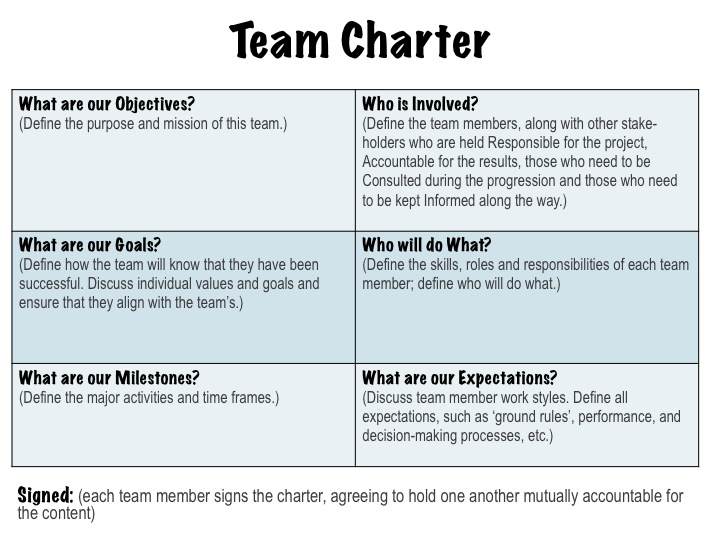 Team Charter
What are our Objectives?
(Define the purpose and mission of this team.)
Who is Involved?
(Define the team members, along with other stake-
holders who are held Responsible for the project,
Accountable for the results, those who need to be
Consulted during the progression and those who need
to be kept Informed along the way.)
What are our Goals?
(Define how the team will know that they have been
successful. Discuss individual values and goals and
ensure that they align with the team’s.)
Who will do What?
(Define the skills, roles and responsibilities of each team
member; define who will do what.)
What are our Milestones?
(Define the major activities and time frames.)
What are our Expectations?
(Discuss team member work styles. Define all
expectations, such as ‘ground rules’, performance, and
decision-making processes, etc.)
Signed: (each team member signs the charter, agreeing to hold one another mutually accountable for
the content)